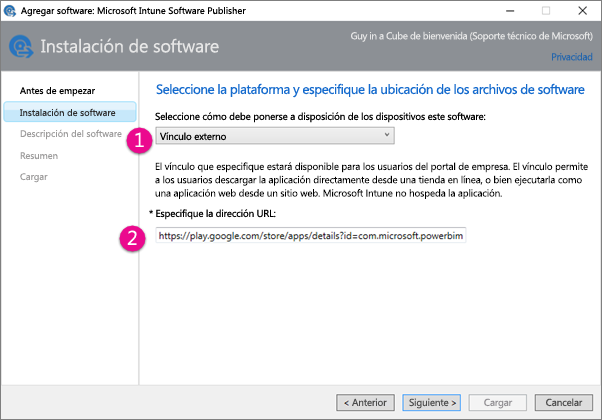 Agregar software: Microsoft Intune Software Publisher
Instalación de software
Guy in a Cube de bienvenida (Soporte técnico de Microsoft)
Privacidad
Antes de empezar
Instalación de software
Descripción del software
Resumen
Cargar
Seleccione la plataforma y especifique la ubicación de los archivos de software
Seleccione cómo debe ponerse a disposición de los dispositivos este software:
1
Vínculo externo
El vínculo que especifique estará disponible para los usuarios del portal de empresa. El vínculo permite
a los usuarios descargar la aplicación directamente desde una tienda en línea, o bien ejecutarla como
una aplicación web desde un sitio web. Microsoft Intune no hospeda la aplicación.
* Especifique la dirección URL:
2
https://play.google.com/store/apps/details?id=com.microsoft.powerbim
< Anterior
Siguiente >
Cargar
Cancelar